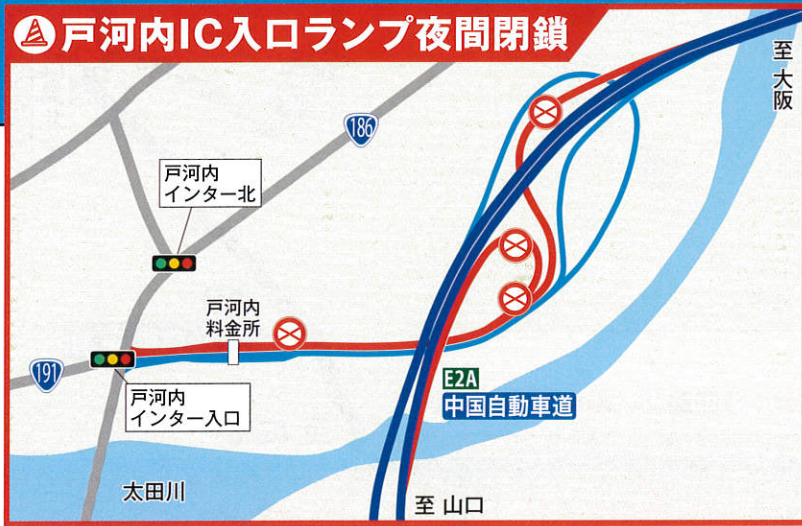 戸河内IC入口ランプ夜間閉鎖
至 大阪
186
戸河内
インター北
戸河内
料金所
191
戸河内
インター入口
E2A
中国自動車道
太田川
至 山口